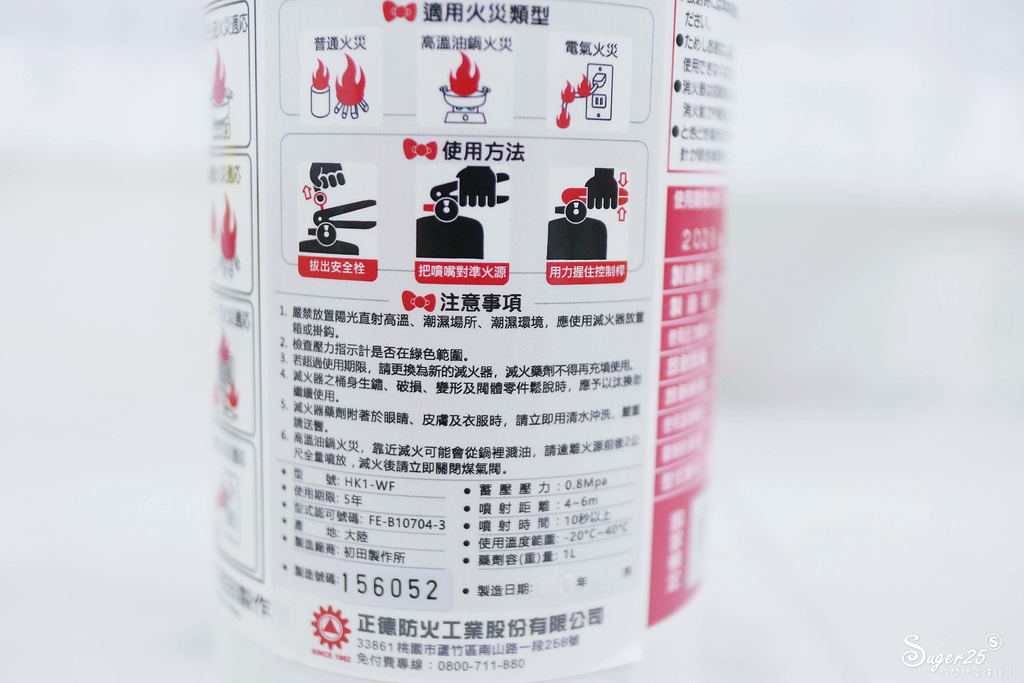 適用火災類型
普通火災
高溫油鍋火災
電氣火災
使用方法
拔出安全栓
把噴嘴對準火源
用力握住控制桿
注意事項
1. 嚴禁放置陽光直射高溫、潮濕場所、潮濕環境，應使用滅火器放置
箱或掛鉤。
2. 檢查壓力指示計是否在綠色範圍。
3. 若超過使用期限，請更換為新的滅火器，滅火藥劑不得再充填使用。
4. 滅火器之桶身生鏽、破損、變形及閥體零件鬆脫時，應予以汰換勿
繼續使用。
5. 滅火器藥劑附著於眼睛、皮膚及衣服時，請立即用清水沖洗，嚴重
請送醫。
6. 高溫油鍋火災，靠近滅火可能會從鍋裡濺油，請遠離火源前後2公
尺全量噴放，滅火後請立即關閉煤氣閥。
• 型 號: HK1-WF
• 使用期限: 5年
• 型式認可號碼: FE-B10704-3
• 產 地: 大陸
• 製造廠商: 初田製作所
• 製造號碼: 156052
• 蓄壓壓力: 0.8Mpa
• 噴射距離: 4~6m
• 噴射時間: 10秒以上
• 使用溫度範圍: -20°C~40°C
• 藥劑容(重)量: 1L
• 製造日期: 年 月
SINCE 1962
正德防火工業股份有限公司
33861桃園市蘆竹區南山路一段258號
免付費專線：0800-711-880
ださい。
製作
Suger25